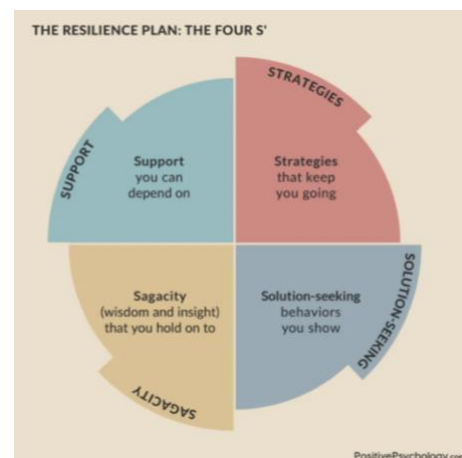 THE RESILIENCE PLAN: THE FOUR S'
SUPPORT
Support
you can
depend on
STRATEGIES
Strategies
that keep
you going
SAGACITY
Sagacity
(wisdom and insight)
that you hold on to
SOLUTION-SEEKING
Solution-seeking
behaviors
you show
PositivePsychology.com